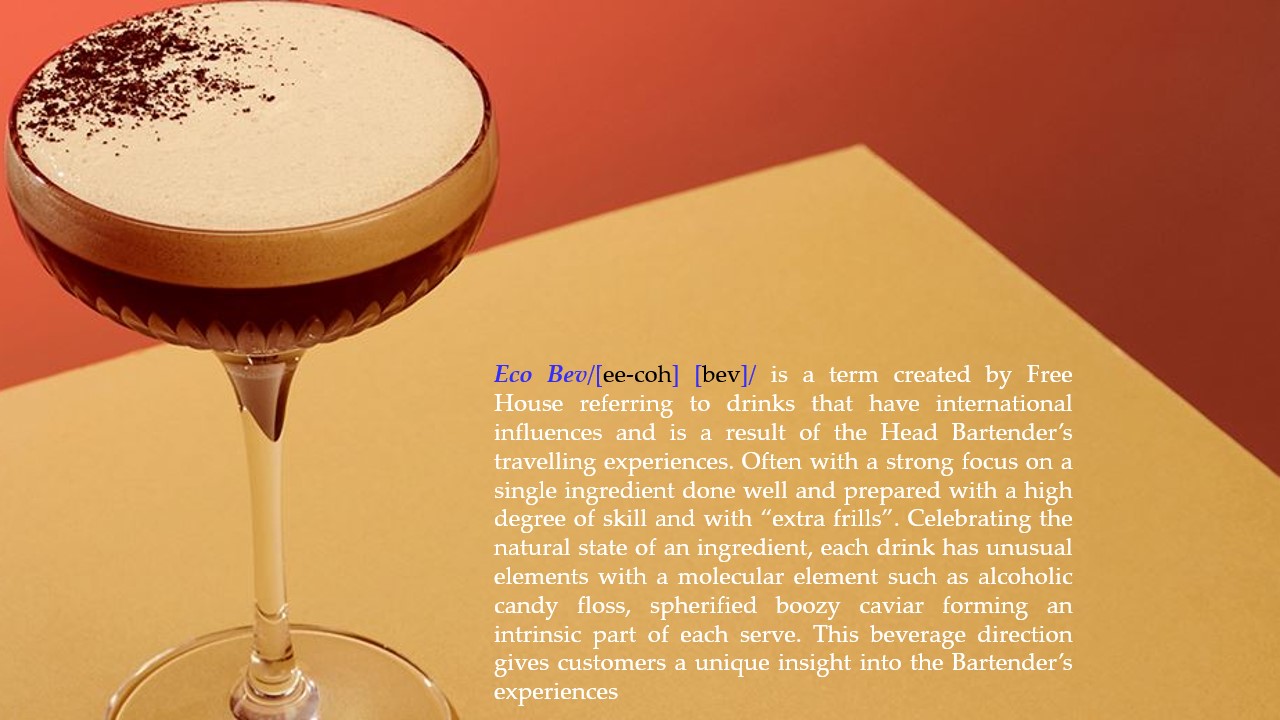 Eco Bev/[ee-coh] [bev]/ is a term created by Free
House referring to drinks that have international
influences and is a result of the Head Bartender’s
travelling experiences. Often with a strong focus on a
single ingredient done well and prepared with a high
degree of skill and with “extra frills”. Celebrating the
natural state of an ingredient, each drink has unusual
elements with a molecular element such as alcoholic
candy floss, spherified boozy caviar forming an
intrinsic part of each serve. This beverage direction
gives customers a unique insight into the Bartender’s
experiences